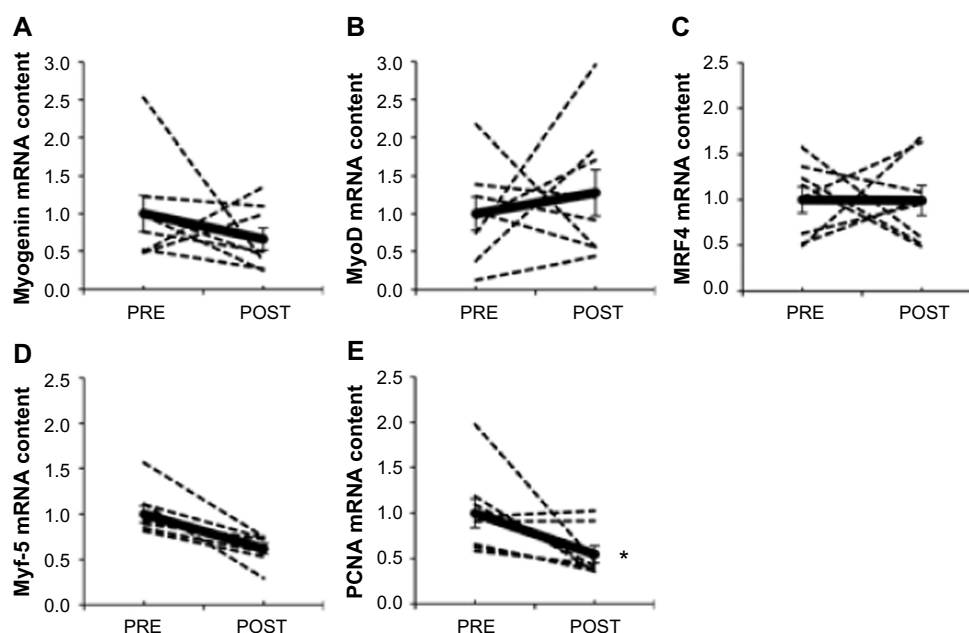 A
Myogenin mRNA content
3.0
2.5
2.0
1.5
1.0
0.5
0.0
PRE
POST
B
MyoD mRNA content
3.0
2.5
2.0
1.5
1.0
0.5
0.0
PRE
POST
C
MRF4 mRNA content
2.5
2.0
1.5
1.0
0.5
0.0
PRE
POST
D
Myf-5 mRNA content
2.5
2.0
1.5
1.0
0.5
0.0
PRE
POST
E
PCNA mRNA content
2.5
2.0
1.5
1.0
0.5
0.0
PRE
POST
*